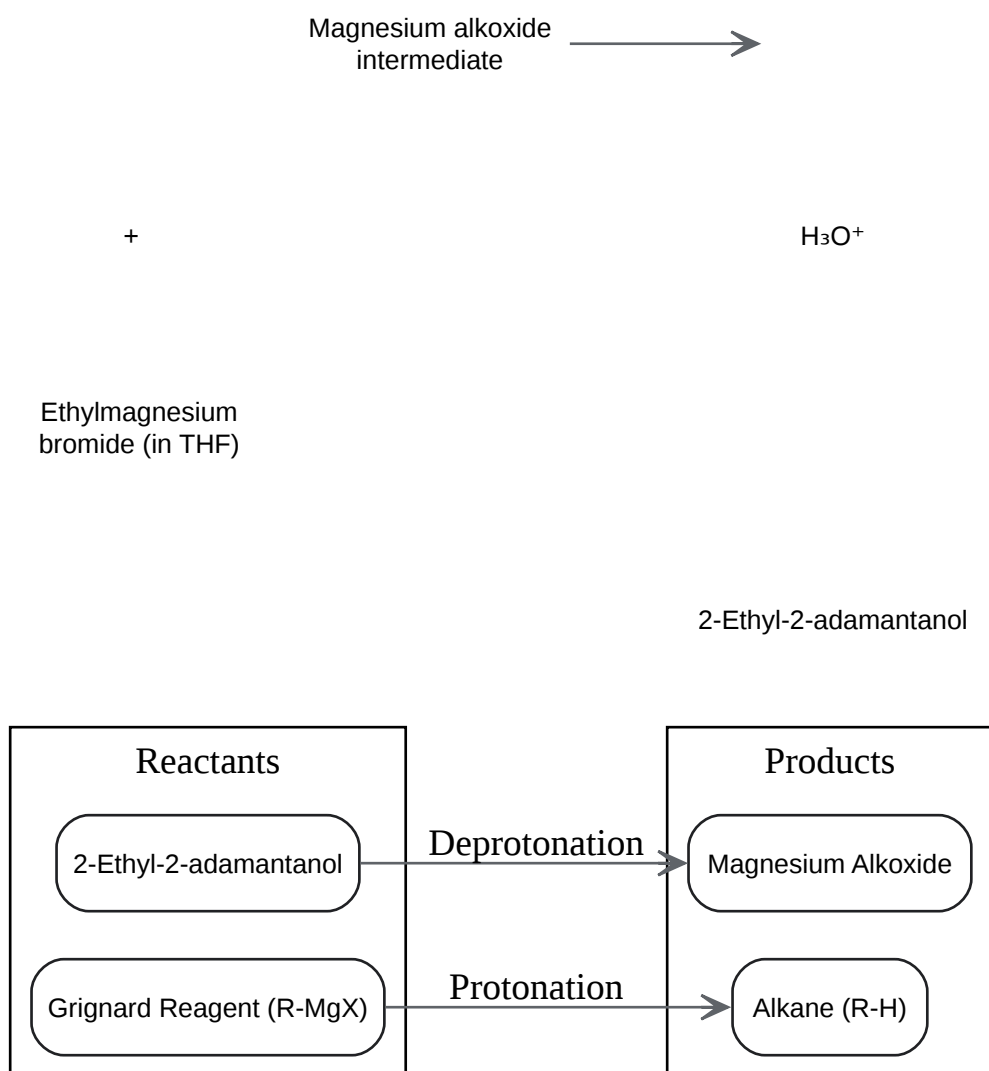 Magnesium alkoxide
intermediate
+
H₃O⁺
Ethylmagnesium
bromide (in THF)
2-Ethyl-2-adamantanol
Reactants
Products
2-Ethyl-2-adamantanol
Deprotonation
Magnesium Alkoxide
Grignard Reagent (R-MgX)
Protonation
Alkane (R-H)